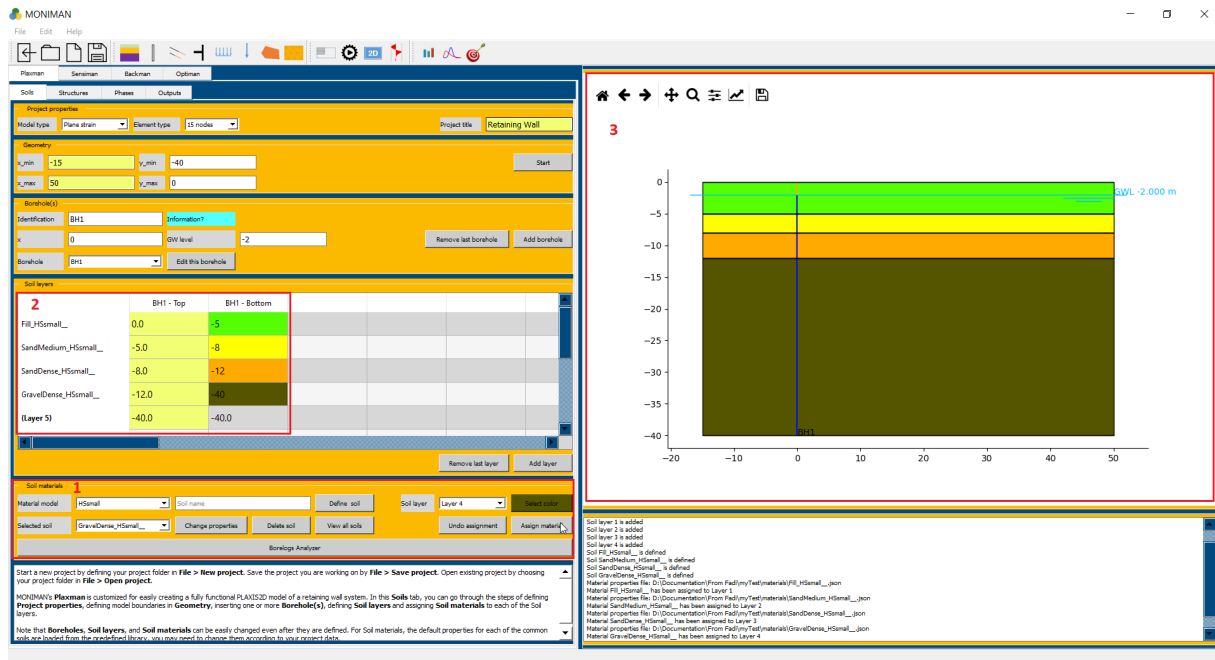 MONIMAN
File Edit Help
2D
Plaxman Sensiman Backman Optiman
Soils Structures Phases Outputs
Project properties
Model type Plane strain Element type 15 nodes Project title Retaining Wall
Geometry
x_min -15 y_min -40 Start
x_max 50 y_max 0
Borehole(s)
Identification BH1 Information?
x 0 GW level -2 Remove last borehole Add borehole
Borehole BH1 Edit this borehole
Soil layers
2
BH1 - Top BH1 - Bottom
Fill_HSsmall__ 0.0 -5
SandMedium_HSsmall__ -5.0 -8
SandDense_HSsmall__ -8.0 -12
GravelDense_HSsmall__ -12.0 -40
(Layer 5) -40.0 -40.0
Remove last layer Add layer
Soil materials 1
Material model HSsmall Soil name Define soil Soil layer Layer 4 Select color
Selected soil GravelDense_HSsmall__ Change properties Delete soil View all soils Undo assignment Assign material
Borelogs Analyzer
Start a new project by defining your project folder in File > New project. Save the project you are working on by File > Save project. Open existing project by choosing
your project folder in File > Open project.
MONIMAN's Plaxman is customized for easily creating a fully functional PLAXIS2D model of a retaining wall system. In this Soils tab, you can go through the steps of defining
Project properties, defining model boundaries in Geometry, inserting one or more Borehole(s), defining Soil layers and assigning Soil materials to each of the Soil
layers.
Note that Boreholes, Soil layers, and Soil materials can be easily changed even after they are defined. For Soil materials, the default properties for each of the common
soils are loaded from the predefined library, you may need to change them according to your project data.
3
0
GWL -2.000 m
−5
−10
−15
−20
−25
−30
−35
−40
BH1
−20 −10 0 10 20 30 40 50
Soil layer 1 is added
Soil layer 2 is added
Soil layer 3 is added
Soil layer 4 is added
Soil Fill_HSsmall__ is defined
Soil SandMedium_HSsmall__ is defined
Soil SandDense_HSsmall__ is defined
Soil GravelDense_HSsmall__ is defined
Material properties file: D:\Documentation\From Fadi\myTest\materials\Fill_HSsmall__.json
Material Fill_HSsmall__ has been assigned to Layer 1
Material properties file: D:\Documentation\From Fadi\myTest\materials\SandMedium_HSsmall__.json
Material SandMedium_HSsmall__ has been assigned to Layer 2
Material properties file: D:\Documentation\From Fadi\myTest\materials\SandDense_HSsmall__.json
Material SandDense_HSsmall__ has been assigned to Layer 3
Material properties file: D:\Documentation\From Fadi\myTest\materials\GravelDense_HSsmall__.json
Material GravelDense_HSsmall__ has been assigned to Layer 4